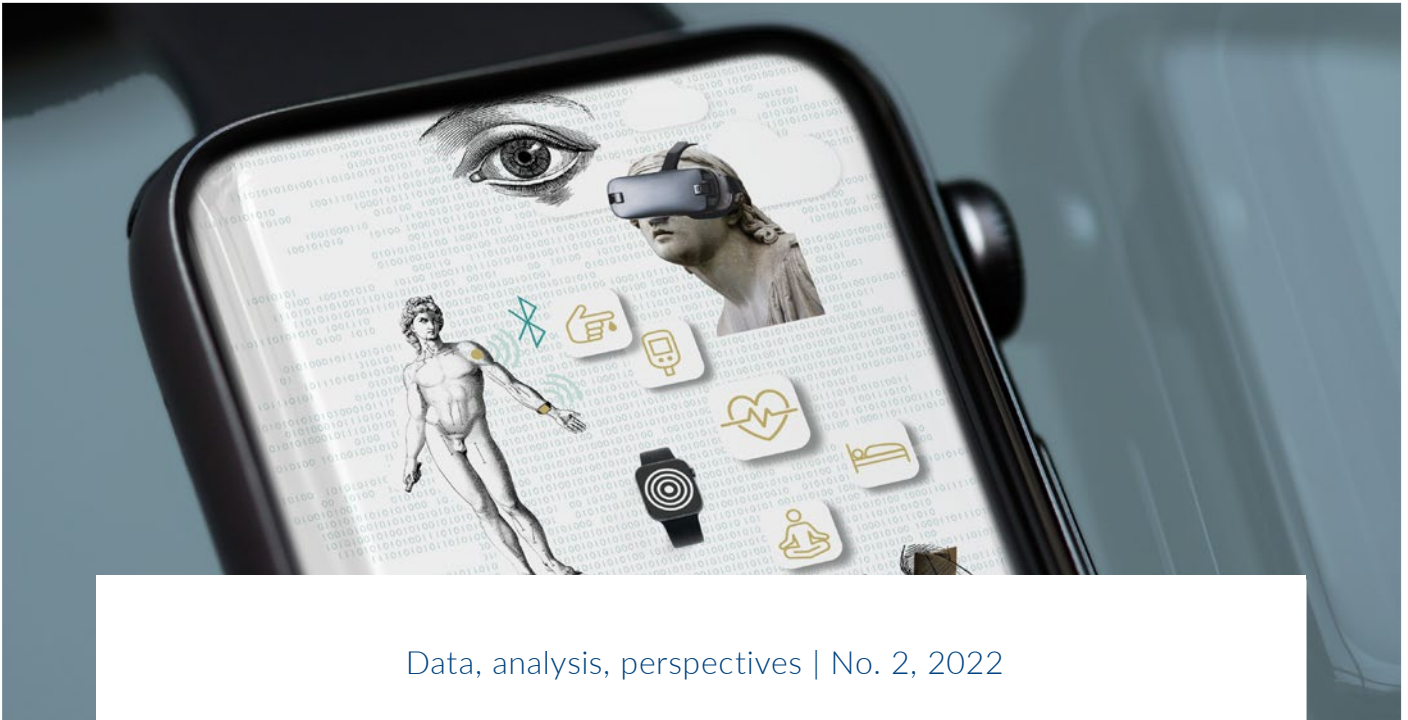 Data, analysis, perspectives | No. 2, 2022